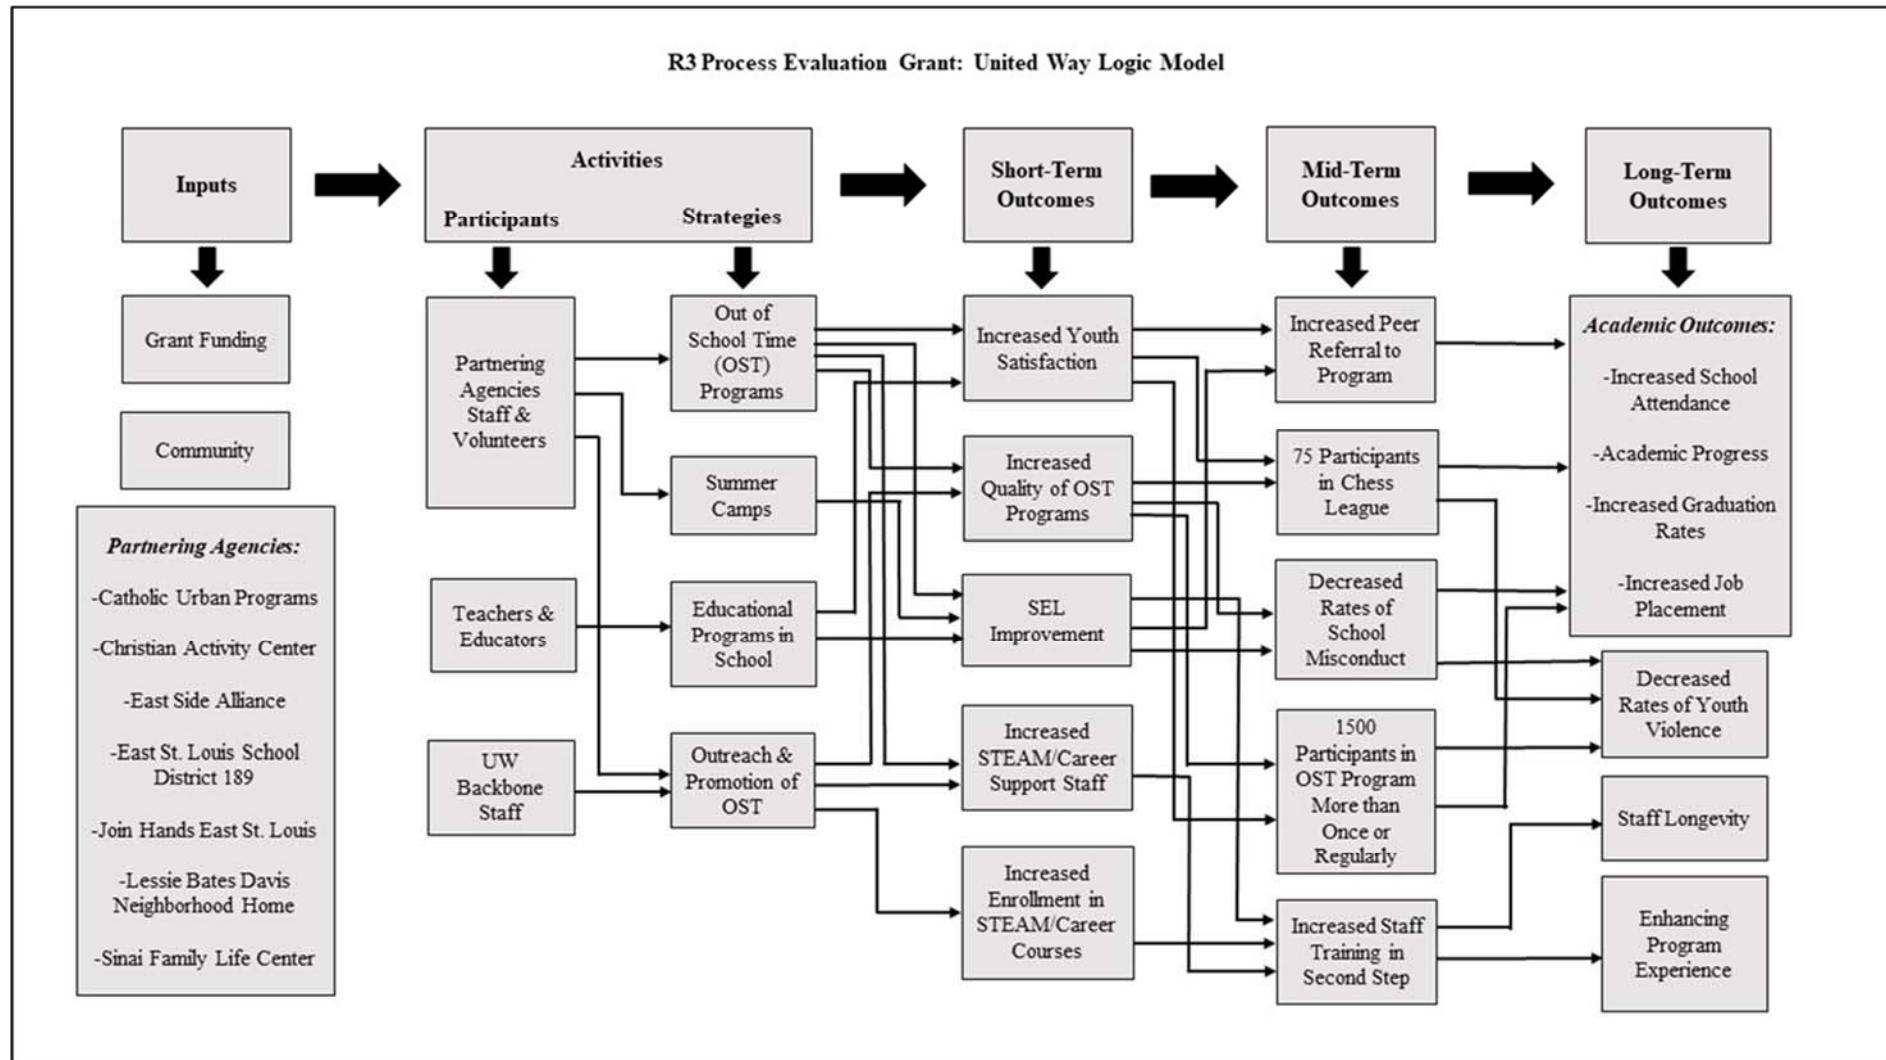 R3 Process Evaluation Grant: United Way Logic Model
Inputs
Activities
Participants
Strategies
Short-Term
Outcomes
Mid-Term
Outcomes
Long-Term
Outcomes
Grant Funding
Community
Partnering Agencies:
-Catholic Urban Programs
-Christian Activity Center
-East Side Alliance
-East St. Louis School
District 189
-Join Hands East St. Louis
-Lessie Bates Davis
Neighborhood Home
-Sinai Family Life Center
Partnering
Agencies
Staff &
Volunteers
Teachers &
Educators
UW
Backbone
Staff
Out of
School Time
(OST)
Programs
Summer
Camps
Educational
Programs in
School
Outreach &
Promotion of
OST
Increased Youth
Satisfaction
Increased
Quality of OST
Programs
SEL
Improvement
Increased
STEAM/Career
Support Staff
Increased
Enrollment in
STEAM/Career
Courses
Increased Peer
Referral to
Program
75 Participants
in Chess
League
Decreased
Rates of
School
Misconduct
1500
Participants in
OST Program
More than
Once or
Regularly
Increased Staff
Training in
Second Step
Academic Outcomes:
-Increased School
Attendance
-Academic Progress
-Increased Graduation
Rates
-Increased Job
Placement
Decreased
Rates of Youth
Violence
Staff Longevity
Enhancing
Program
Experience